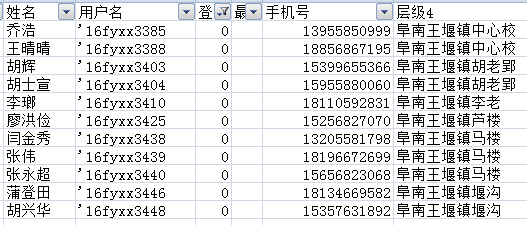 姓名 用户名 登 最 手机号 层级4
乔浩 '16fyxx3385 0 13955850999 阜南王堰镇中心校
王晴晴 '16fyxx3388 0 18856867195 阜南王堰镇中心校
胡辉 '16fyxx3403 0 15399655366 阜南王堰镇胡老郢
胡士宣 '16fyxx3404 0 15955880060 阜南王堰镇胡老郢
李瑯 '16fyxx3410 0 18110592831 阜南王堰镇李老
廖洪俭 '16fyxx3425 0 15256827070 阜南王堰镇芦楼
闫金秀 '16fyxx3438 0 13205581798 阜南王堰镇马楼
张伟 '16fyxx3439 0 18196672699 阜南王堰镇马楼
张永超 '16fyxx3440 0 15656823068 阜南王堰镇马楼
蒲登田 '16fyxx3446 0 18134669582 阜南王堰镇堰沟
胡兴华 '16fyxx3448 0 15357631892 阜南王堰镇堰沟